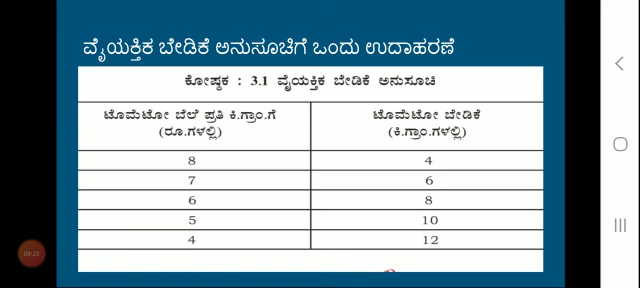 ವೈಯಕ್ತಿಕ ಬೇಡಿಕೆ ಅನುಸೂಚಿಗೆ ಒಂದು ಉದಾಹರಣೆ
ಕೋಷ್ಠಕ : 3.1 ವೈಯಕ್ತಿಕ ಬೇಡಿಕೆ ಅನುಸೂಚಿ
ಟೊಮೆಟೋ ಬೆಲೆ ಪ್ರತಿ ಕಿ.ಗ್ರಾಂ.ಗೆ ಟೊಮೆಟೋ ಬೇಡಿಕೆ
(ರೂ.ಗಳಲ್ಲಿ) (ಕಿ.ಗ್ರಾಂ.ಗಳಲ್ಲಿ)
8 4
7 6
6 8
5 10
4 12